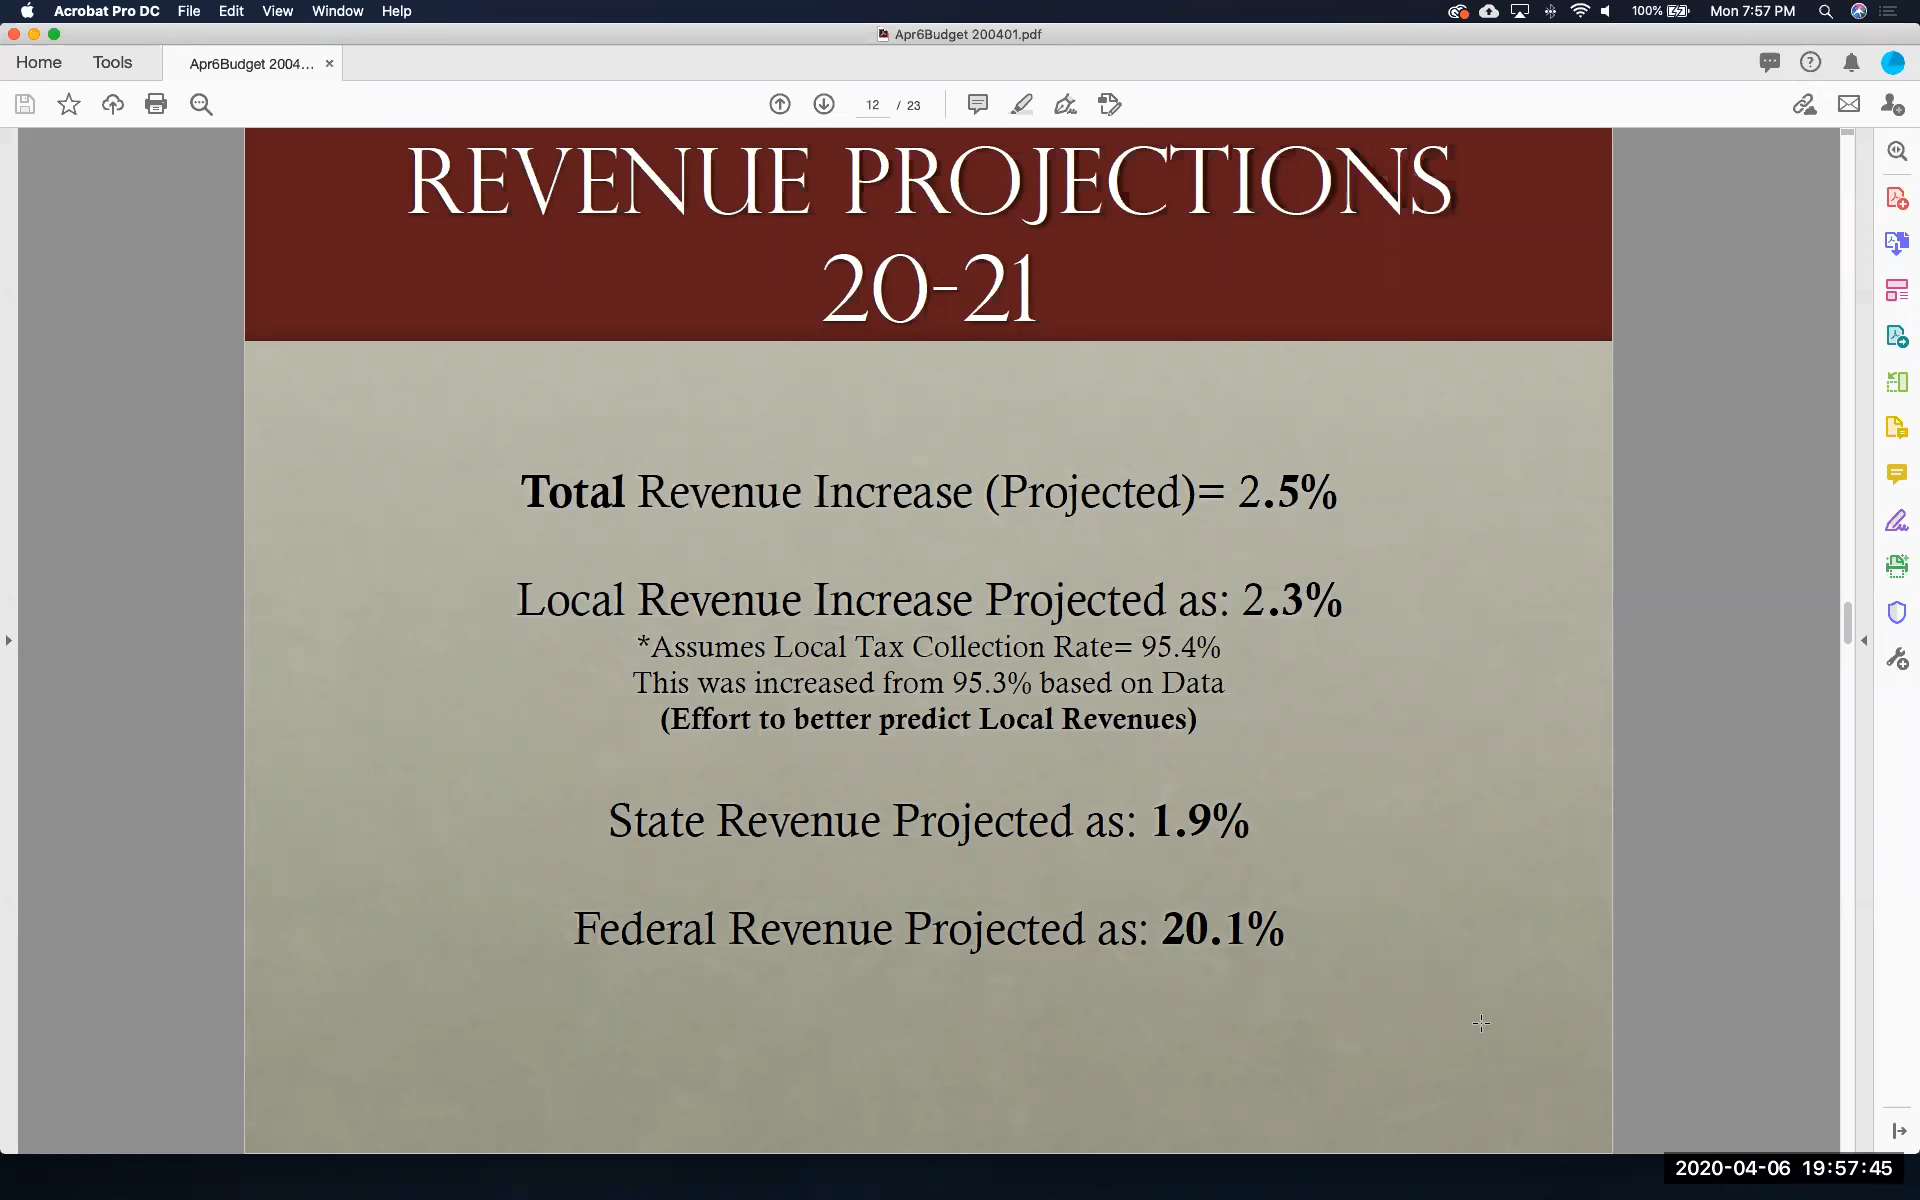 Acrobat Pro DC File Edit View Window Help 100% Mon 7:57 PM
Apr6Budget 200401.pdf
Home Tools Apr6Budget 2004... ×
12 / 23
REVENUE PROJECTIONS
20-21
Total Revenue Increase (Projected)= 2.5%
Local Revenue Increase Projected as: 2.3%
*Assumes Local Tax Collection Rate= 95.4%
This was increased from 95.3% based on Data
(Effort to better predict Local Revenues)
State Revenue Projected as: 1.9%
Federal Revenue Projected as: 20.1%
2020-04-06 19:57:45